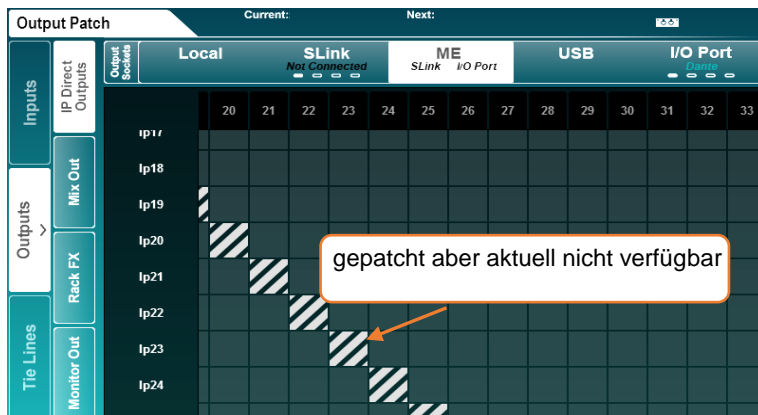 Output Patch
Current:
Next:
Inputs
Outputs
>
Tie Lines
IP Direct
Outputs
Mix Out
Rack FX
Monitor Out
Output
Sockets
Local
SLink
Not Connected
ME
SLink I/O Port
USB
I/O Port
Dante
20 21 22 23 24 25 26 27 28 29 30 31 32 33
Ip17
Ip18
Ip19
Ip20
Ip21
Ip22
Ip23
Ip24
gepatcht aber aktuell nicht verfügbar